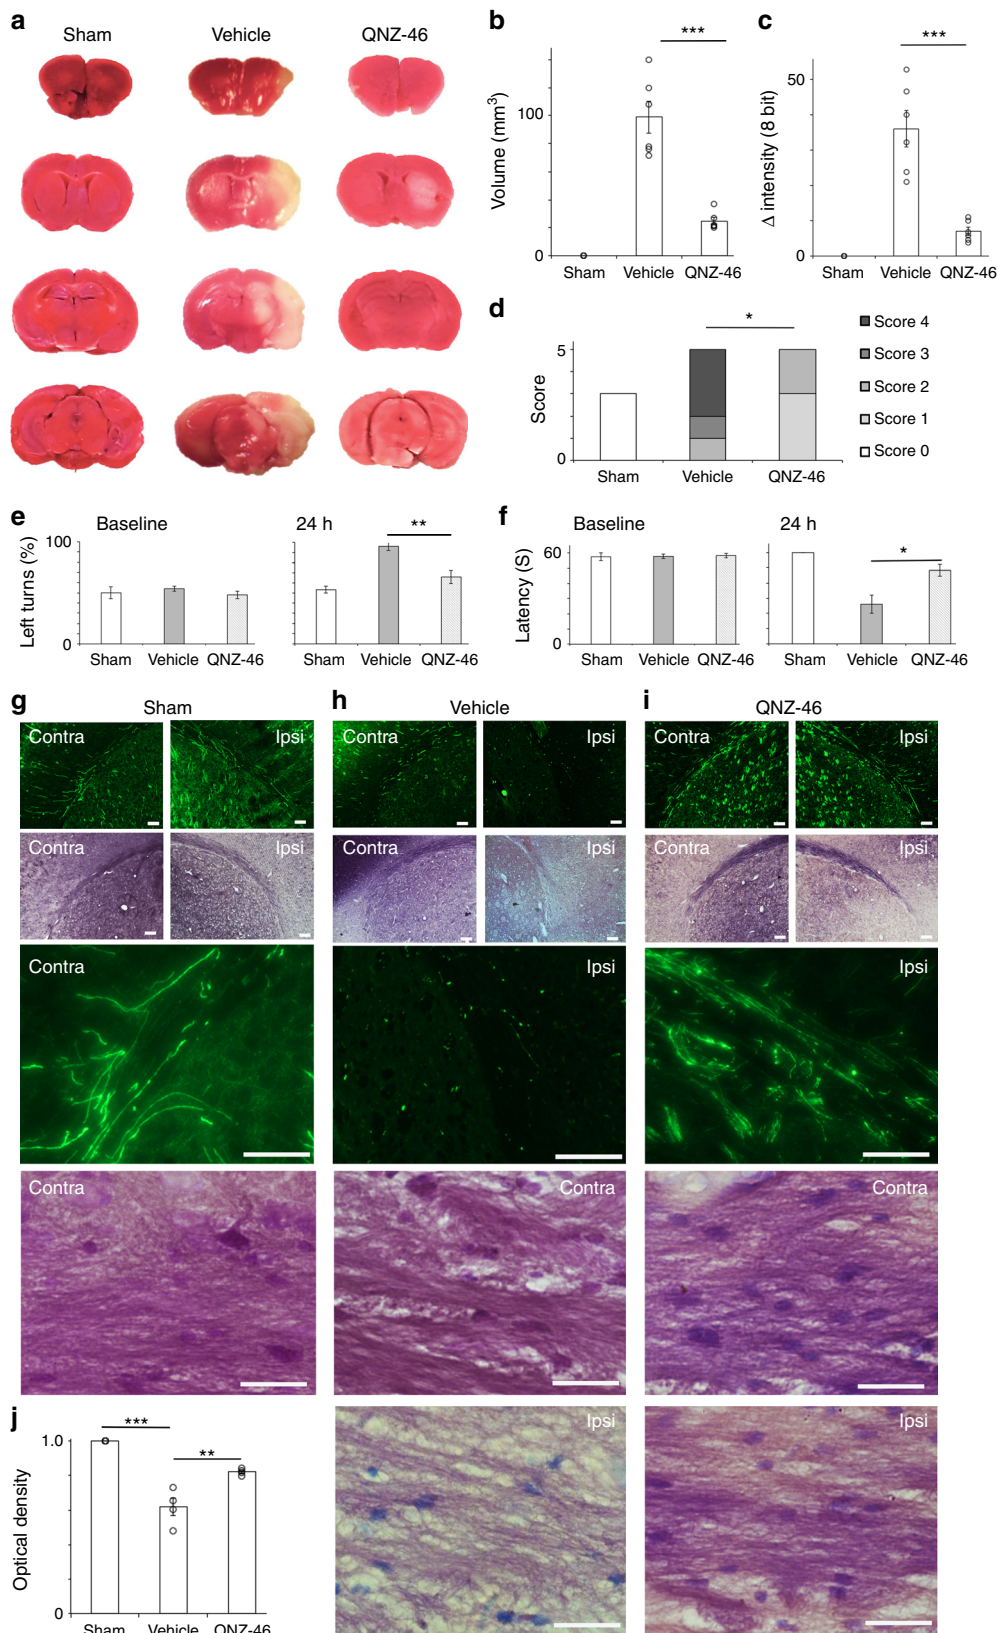 a
Sham
Vehicle
QNZ-46
b
***
Volume (mm³)
100
0
Sham
Vehicle
QNZ-46
c
***
Δ intensity (8 bit)
50
0
Sham
Vehicle
QNZ-46
d
*
Score
5
0
Sham
Vehicle
QNZ-46
Score 4
Score 3
Score 2
Score 1
Score 0
e
Baseline
24 h
**
Left turns (%)
100
0
Sham
Vehicle
QNZ-46
Sham
Vehicle
QNZ-46
f
Baseline
24 h
*
Latency (S)
60
0
Sham
Vehicle
QNZ-46
Sham
Vehicle
QNZ-46
g
Sham
Contra
Ipsi
Contra
Ipsi
Contra
Contra
h
Vehicle
Contra
Ipsi
Contra
Ipsi
Ipsi
Contra
Ipsi
i
QNZ-46
Contra
Ipsi
Contra
Ipsi
Ipsi
Contra
Ipsi
j
***
**
Optical density
1.0
0
Sham
Vehicle
QNZ-46